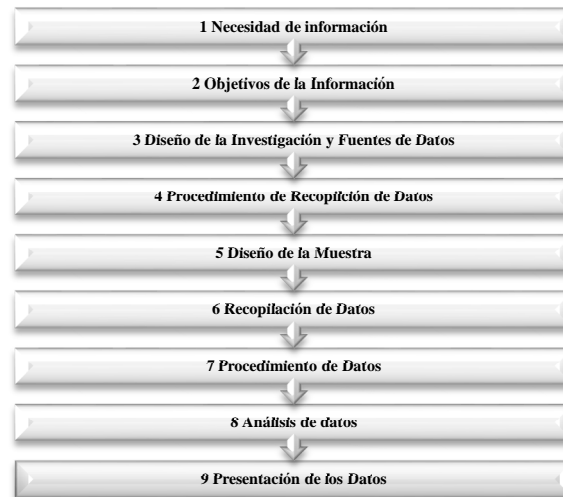 1 Necesidad de información
2 Objetivos de la Información
3 Diseño de la Investigación y Fuentes de Datos
4 Procedimiento de Recopilción de Datos
5 Diseño de la Muestra
6 Recopilación de Datos
7 Procedimiento de Datos
8 Análisis de datos
9 Presentación de los Datos